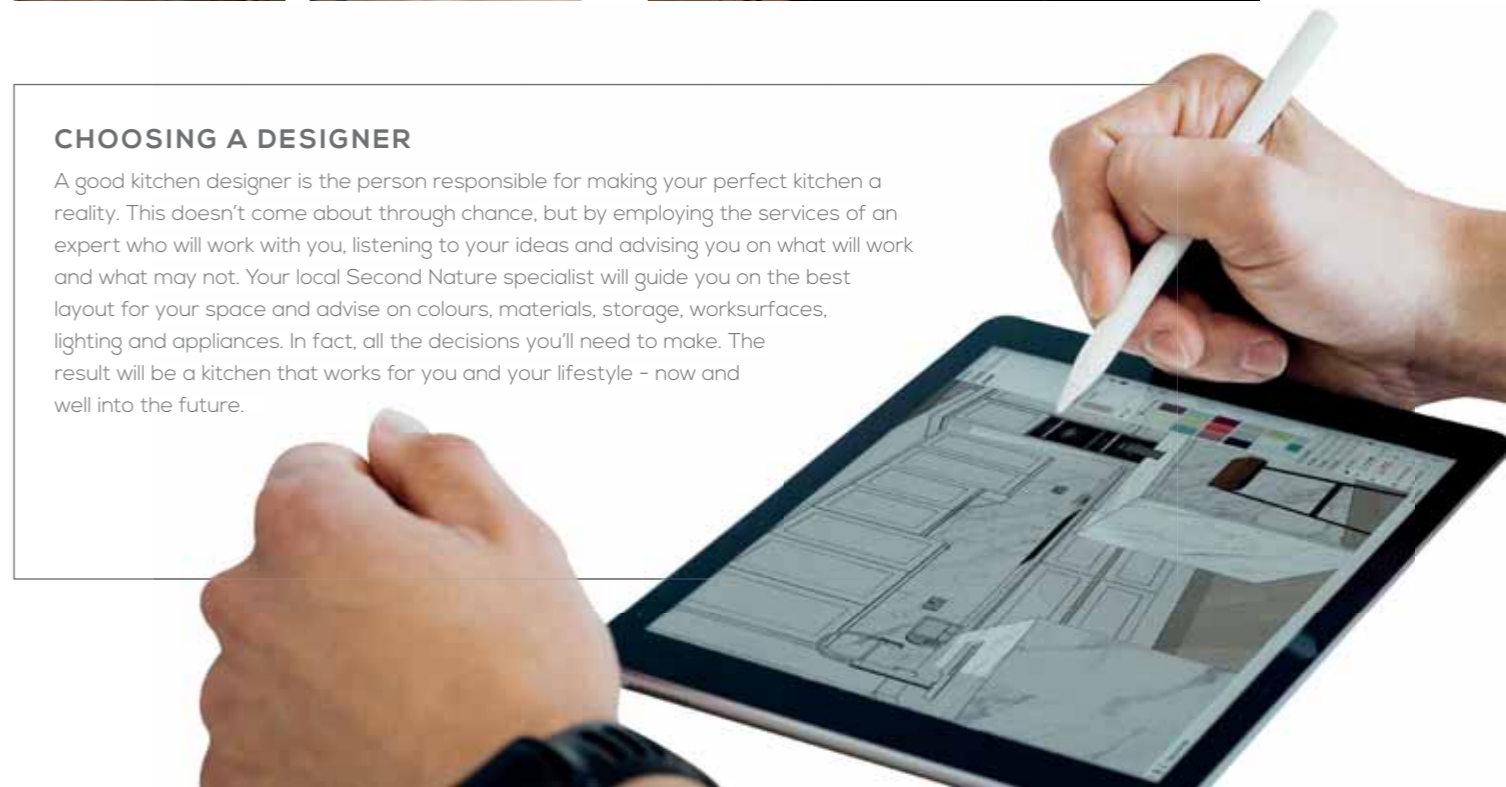 CHOOSING A DESIGNER
A good kitchen designer is the person responsible for making your perfect kitchen a
reality. This doesn't come about through chance, but by employing the services of an
expert who will work with you, listening to your ideas and advising you on what will work
and what may not. Your local Second Nature specialist will guide you on the best
layout for your space and advise on colours, materials, storage, worksurfaces,
lighting and appliances. In fact, all the decisions you'll need to make. The
result will be a kitchen that works for you and your lifestyle - now and
well into the future.